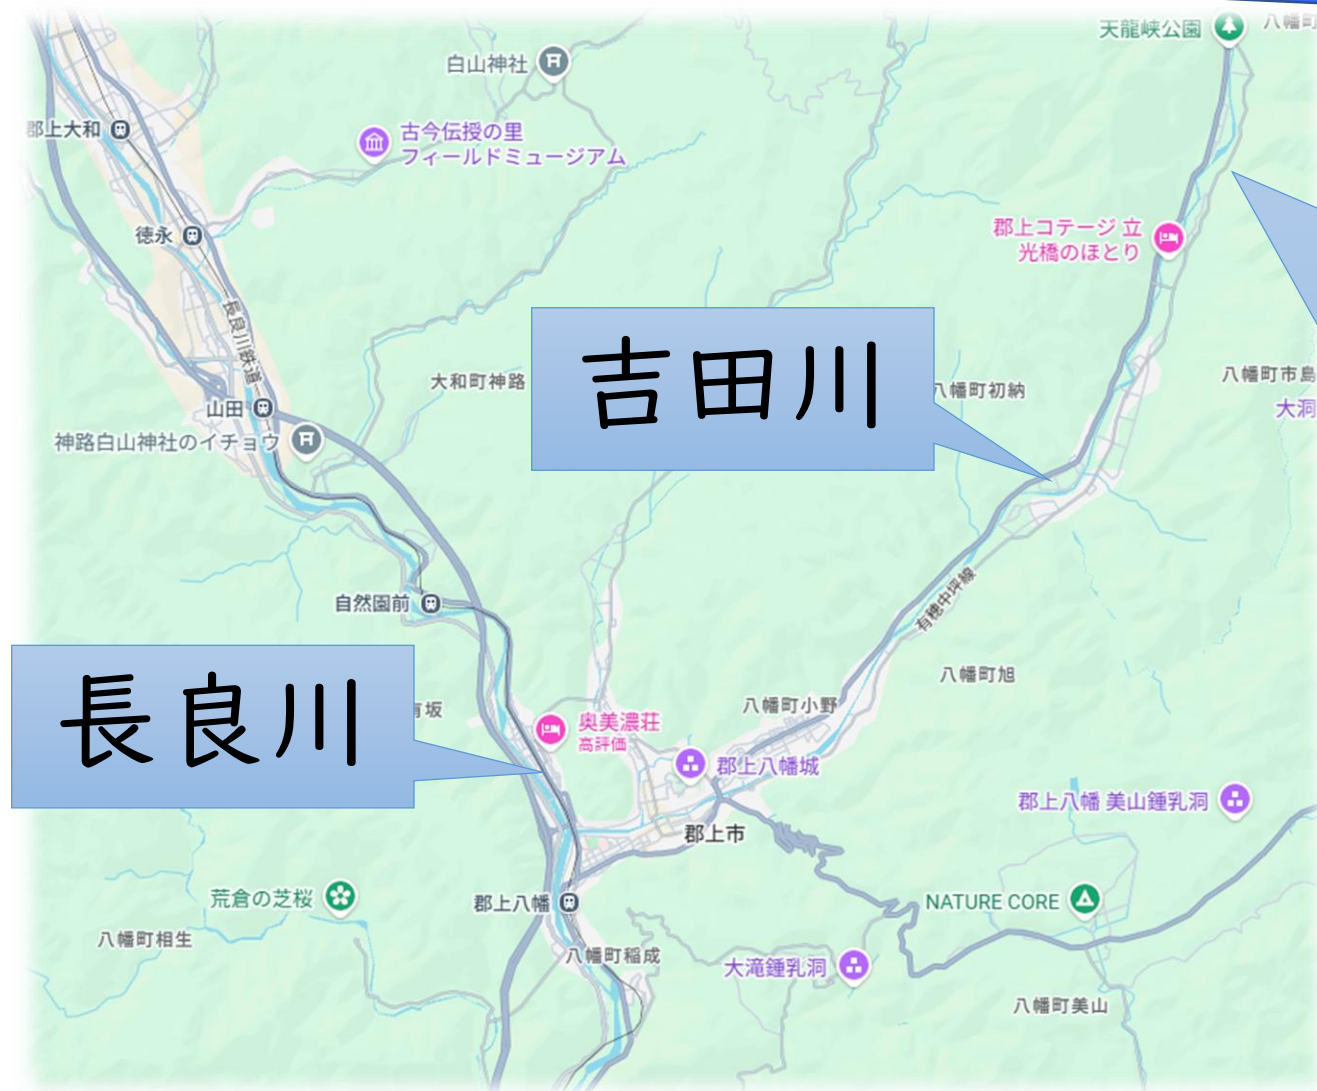 天龍峡公園
八幡町
白山神社
郡上大和
古今伝授の里
フィールドミュージアム
徳永
郡上コテージ 立
光橋のほとり
長良川鉄道
吉田川
大和町神路
八幡町初納
八幡町市島
大洞
山田
神路白山神社のイチョウ
有穂中坪線
自然園前
八幡町旭
長良川
有坂
奥美濃荘
高評価
八幡町小野
郡上八幡城
郡上八幡 美山鍾乳洞
郡上市
荒倉の芝桜
郡上八幡
NATURE CORE
八幡町相生
八幡町稲成
大滝鍾乳洞
八幡町美山